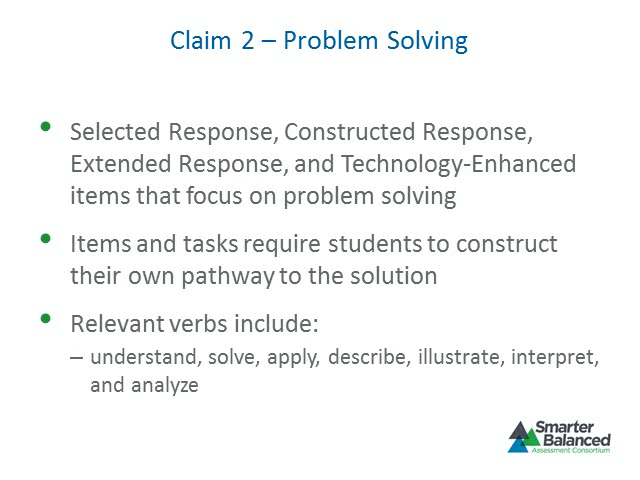 Claim 2 – Problem Solving
• Selected Response, Constructed Response,
Extended Response, and Technology-Enhanced
items that focus on problem solving
• Items and tasks require students to construct
their own pathway to the solution
• Relevant verbs include:
– understand, solve, apply, describe, illustrate, interpret,
and analyze
Smarter
Balanced
Assessment Consortium